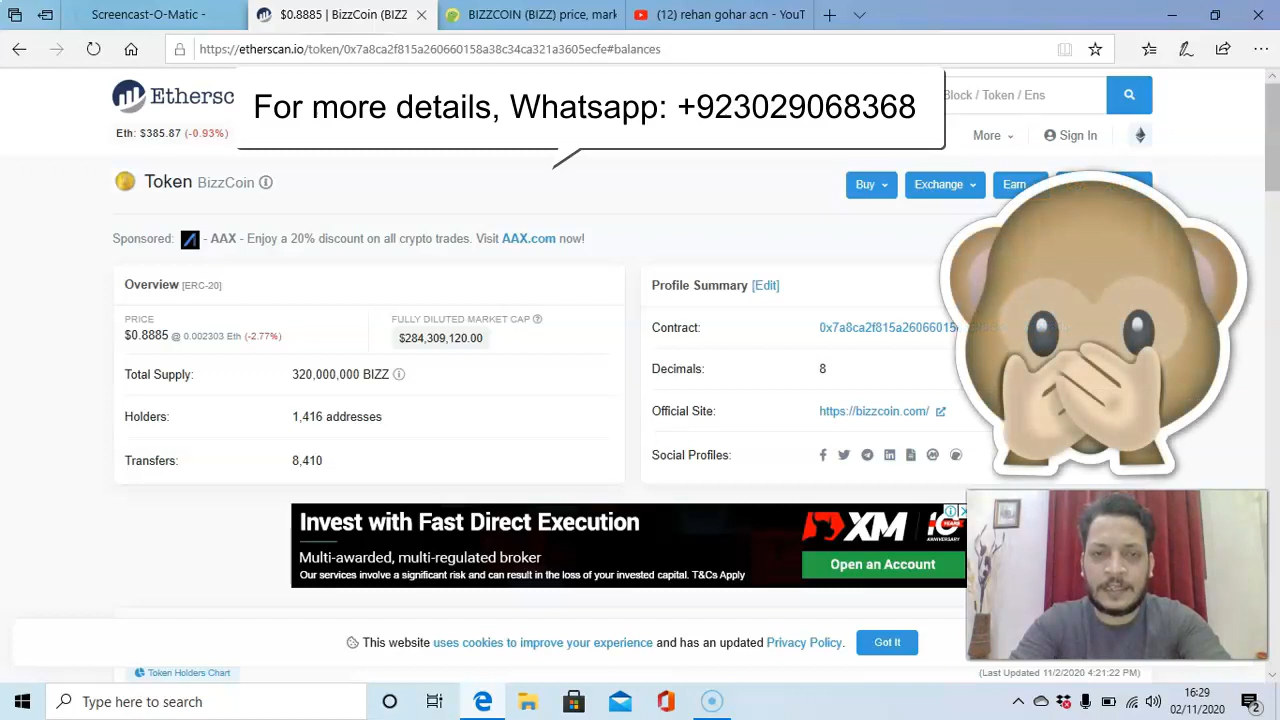 Screencast-O-Matic
$0.8885 | BizzCoin (BIZZ
BIZZCOIN (BIZZ) price, mark
(12) rehan gohar acn - YouT
https://etherscan.io/token/0x7a8ca2f815a260660158a38c34ca321a3605ecfe#balances
Ethersc
For more details, Whatsapp: +923029068368
Block / Token / Ens
Eth: $385.87 (-0.93%)
More
Sign In
Token BizzCoin
Buy
Exchange
Earn
Sponsored: - AAX - Enjoy a 20% discount on all crypto trades. Visit AAX.com now!
Overview [ERC-20]
Profile Summary [Edit]
PRICE
FULLY DILUTED MARKET CAP
$0.8885 @ 0.002303 Eth (-2.77%)
$284,309,120.00
Contract:
0x7a8ca2f815a26066015
Total Supply:
320,000,000 BIZZ
Decimals:
8
Holders:
1,416 addresses
Official Site:
https://bizzcoin.com/
Transfers:
8,410
Social Profiles:
Invest with Fast Direct Execution
Multi-awarded, multi-regulated broker
Our services involve a significant risk and can result in the loss of your invested capital. T&Cs Apply
XM
10
YEARS
ANNIVERSARY
Open an Account
This website uses cookies to improve your experience and has an updated Privacy Policy.
Got It
Token Holders Chart
(Last Updated 11/2/2020 4:21:22 PM)
Type here to search
16:29
02/11/2020
2